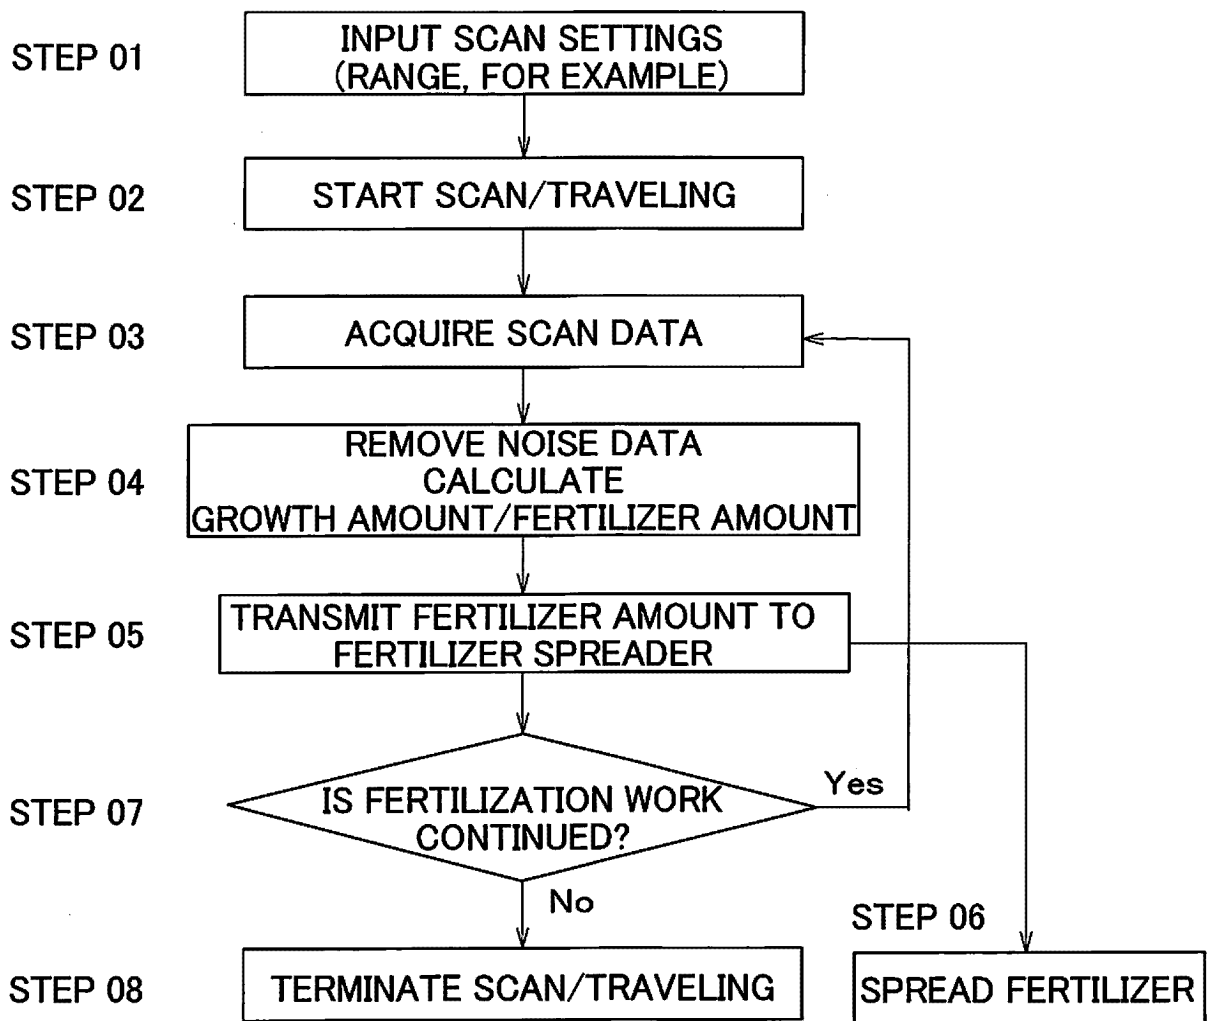 STEP 01
INPUT SCAN SETTINGS
(RANGE, FOR EXAMPLE)
STEP 02
START SCAN/TRAVELING
STEP 03
ACQUIRE SCAN DATA
STEP 04
REMOVE NOISE DATA
CALCULATE
GROWTH AMOUNT/FERTILIZER AMOUNT
STEP 05
TRANSMIT FERTILIZER AMOUNT TO
FERTILIZER SPREADER
STEP 07
IS FERTILIZATION WORK
CONTINUED?
Yes
No
STEP 06
SPREAD FERTILIZER
STEP 08
TERMINATE SCAN/TRAVELING